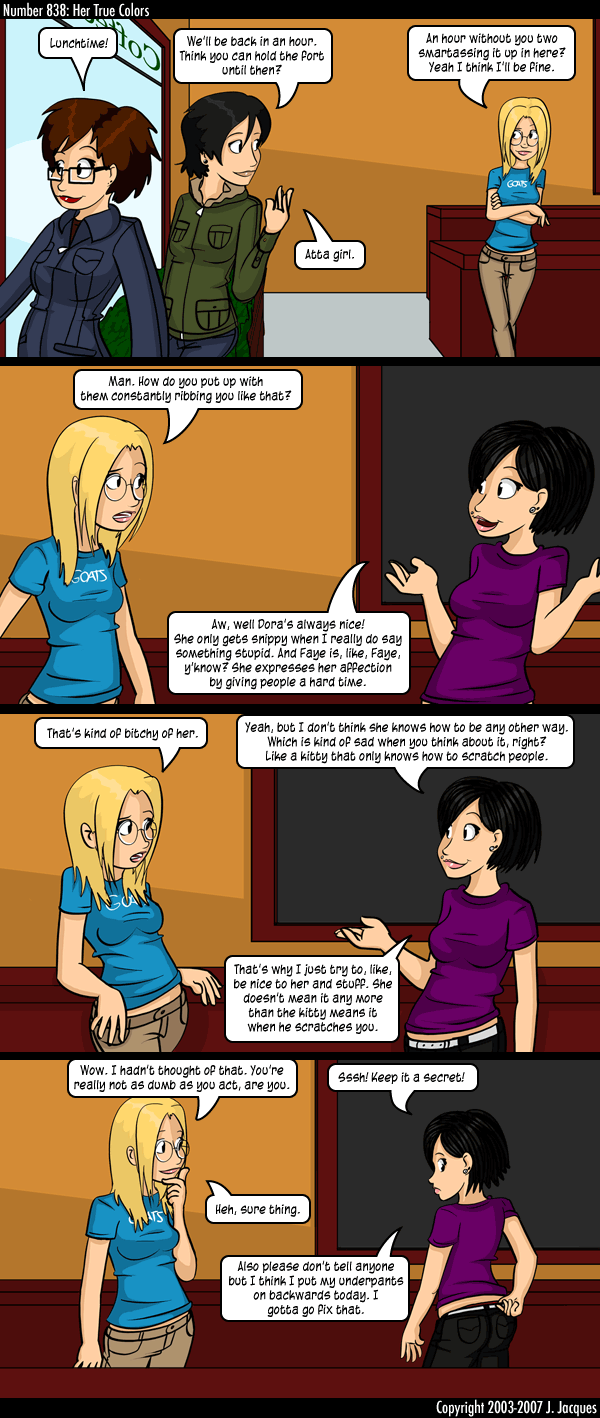 Number 838: Her True Colors
Coffee
Lunchtime!
We'll be back in an hour.
Think you can hold the fort
until then?
An hour without you two
smartassing it up in here?
Yeah I think I'll be fine.
GOATS
Atta girl.
Man. How do you put up with
them constantly ribbing you like that?
GOATS
Aw, well Dora's always nice!
She only gets snippy when I really do say
something stupid. And Faye is, like, Faye,
y'know? She expresses her affection
by giving people a hard time.
That's kind of bitchy of her.
Yeah, but I don't think she knows how to be any other way.
Which is kind of sad when you think about it, right?
Like a kitty that only knows how to scratch people.
GOATS
That's why I just try to, like,
be nice to her and stuff. She
doesn't mean it any more
than the kitty means it
when he scratches you.
Wow. I hadn't thought of that. You're
really not as dumb as you act, are you.
Sssh! Keep it a secret!
Heh, sure thing.
GOATS
Also please don't tell anyone
but I think I put my underpants
on backwards today. I
gotta go fix that.
Copyright 2003-2007 J. Jacques